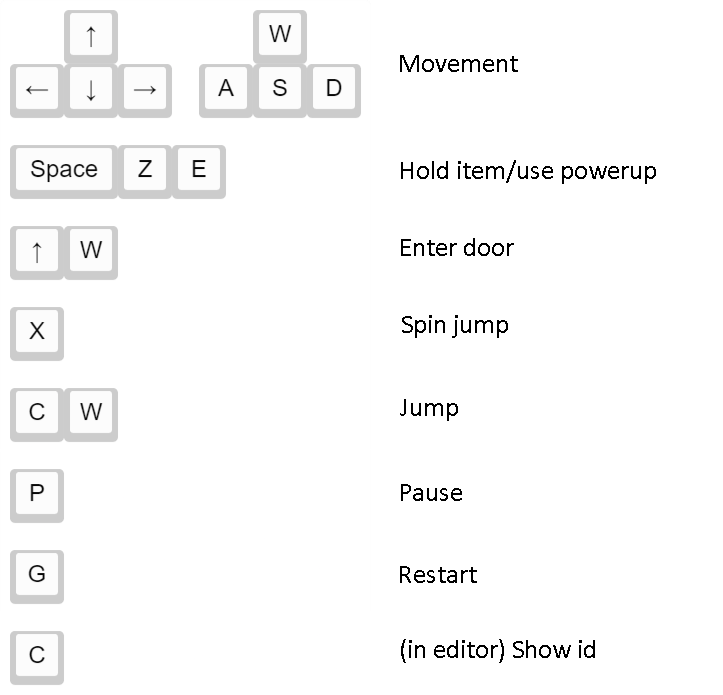 ↑ W
← ↓ → A S D Movement
Space Z E Hold item/use powerup
↑ W Enter door
X Spin jump
C W Jump
P Pause
G Restart
C (in editor) Show id